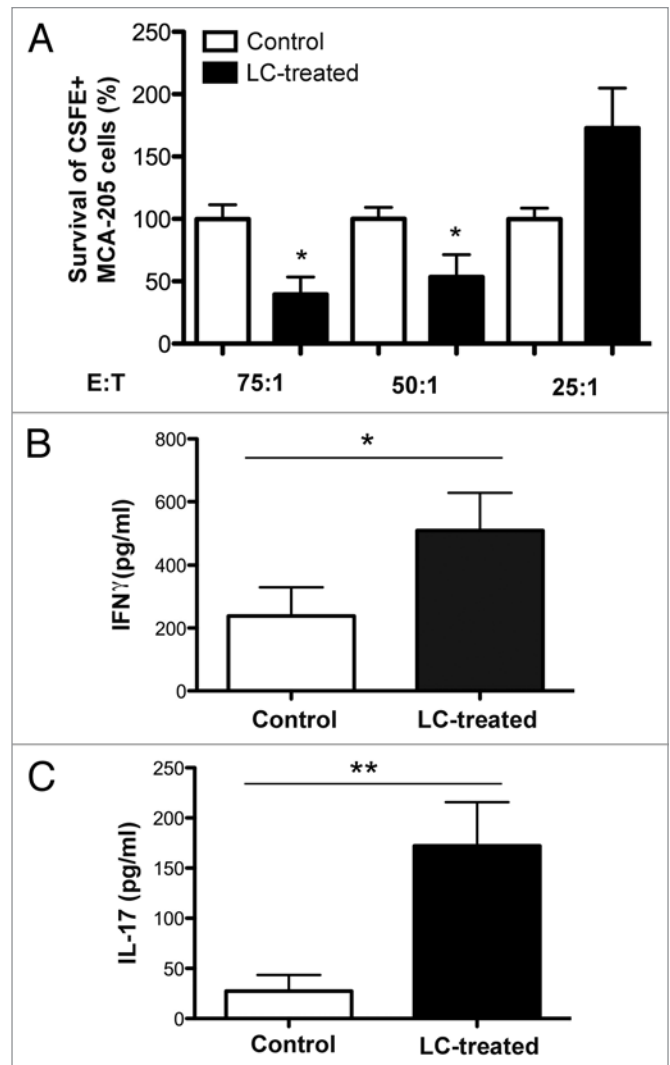 A
Survival of CSFE+
MCA-205 cells (%)
250
200
150
100
50
0
Control
LC-treated
*
*
E:T
75:1
50:1
25:1
B
IFNγ(pg/ml)
800
600
400
200
0
*
Control
LC-treated
C
IL-17 (pg/ml)
250
200
150
100
50
0
**
Control
LC-treated